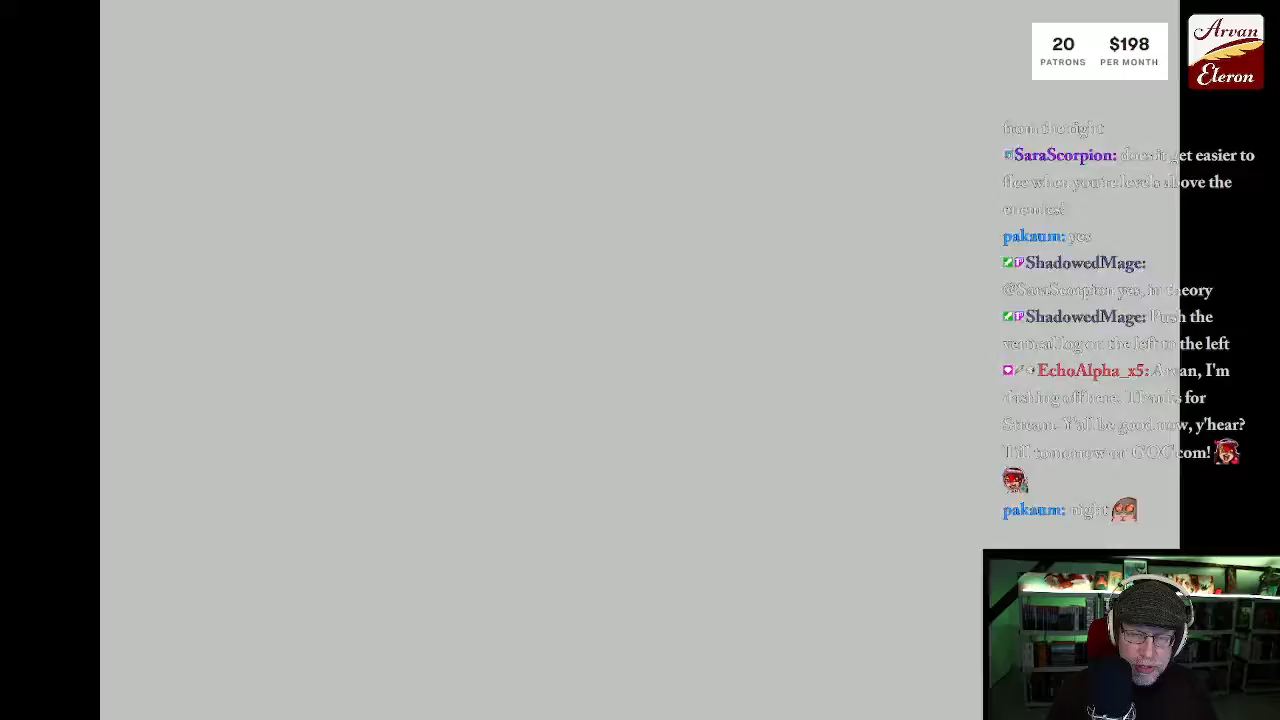 20 $198
PATRONS PER MONTH
Arvan
Eleron
from the right
SaraScorpion: does it get easier to
flee when you're levels above the
enemies?
pakaum: yes
ShadowedMage:
@SaraScorpion yes, in theory
ShadowedMage: Push the
vertical log on the left to the left
EchoAlpha_x5: Arvan, I'm
dashing off here. Thanks for
Stream. Y'all be good now, y'hear?
Till tomorrow or GOG com!
pakaum: night